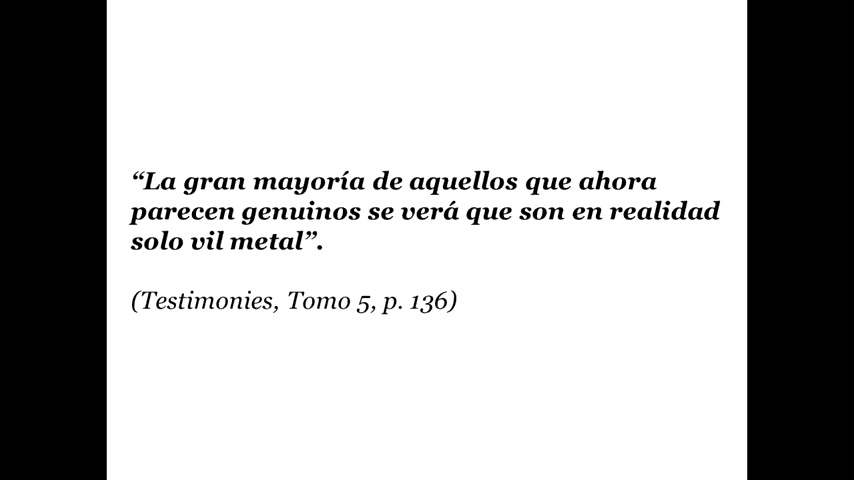 “La gran mayoría de aquellos que ahora
parecen genuinos se verá que son en realidad
solo vil metal”.
(Testimonies, Tomo 5, p. 136)